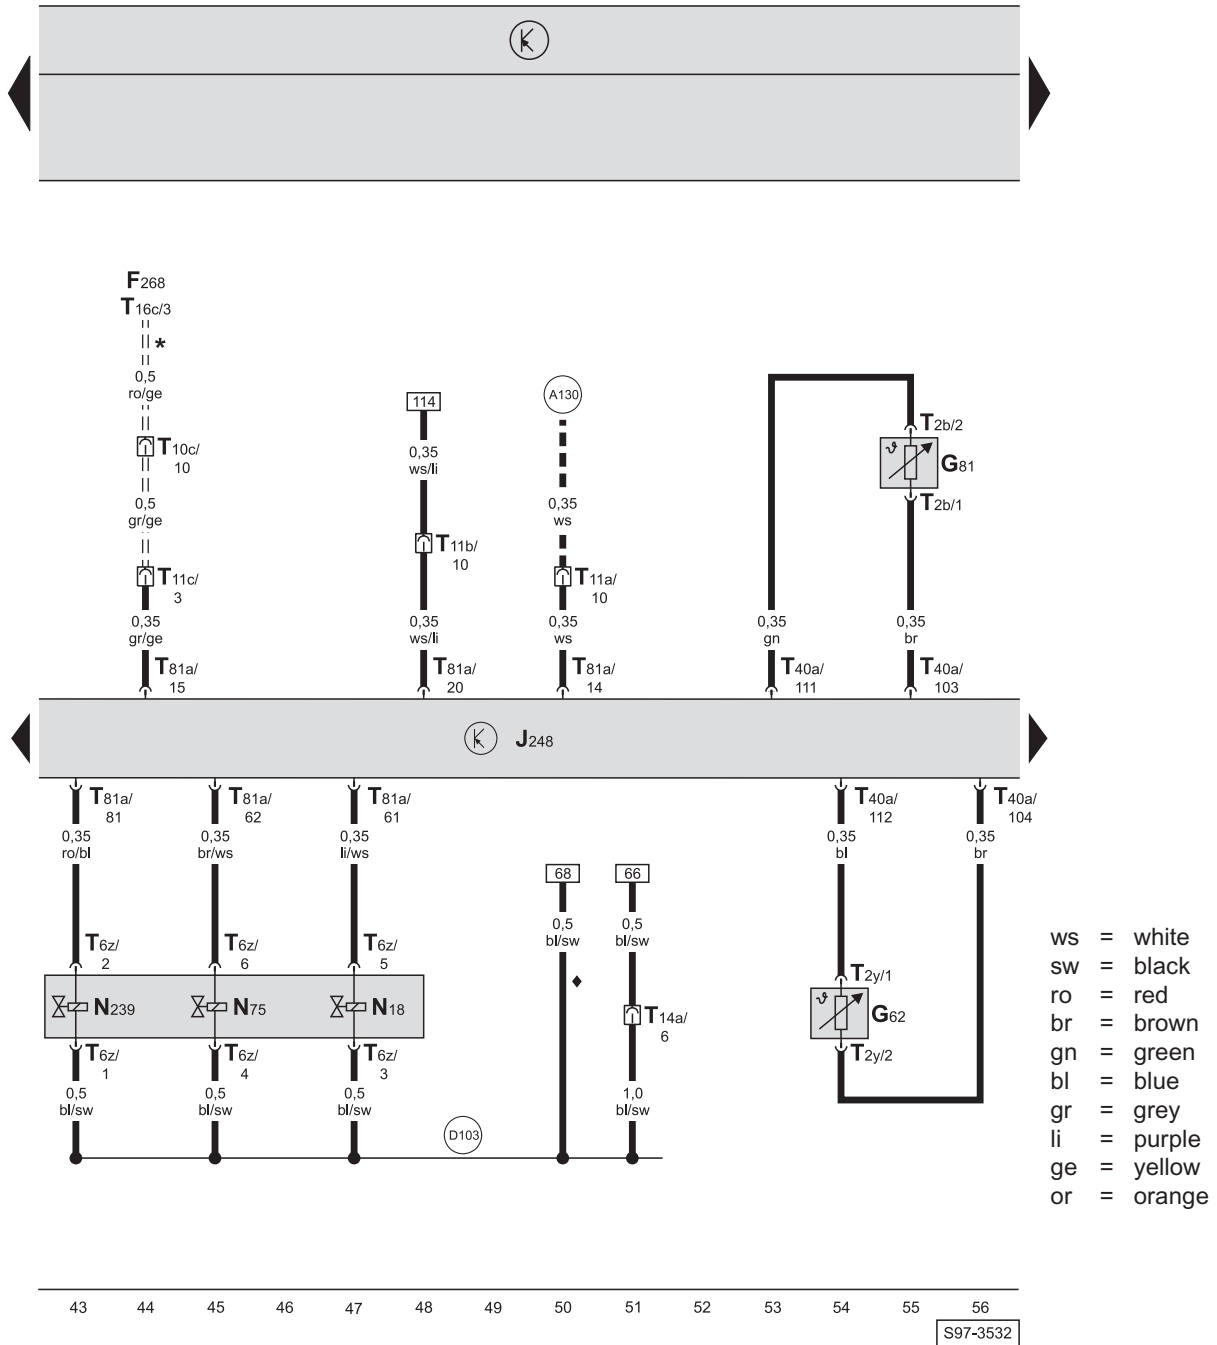 F268
T16c/3
*
0,5
ro/ge
T10c/
10
0,5
gr/ge
T11c/
3
0,35
gr/ge
T81a/
15
114
0,35
ws/li
T11b/
10
0,35
ws/li
T81a/
20
A130
0,35
ws
T11a/
10
0,35
ws
T81a/
14
T2b/2
ϑ
G81
T2b/1
0,35
gn
T40a/
111
0,35
br
T40a/
103
J248
T81a/
81
0,35
ro/bl
T6z/
2
N239
T6z/
1
0,5
bl/sw
T81a/
62
0,35
br/ws
T6z/
6
N75
T6z/
4
0,5
bl/sw
T81a/
61
0,35
li/ws
T6z/
5
N18
T6z/
3
0,5
bl/sw
D103
68
0,5
bl/sw
♦
66
0,5
bl/sw
T14a/
6
1,0
bl/sw
T40a/
112
0,35
bl
T2y/1
ϑ
G62
T2y/2
T40a/
104
0,35
br
ws = white
sw = black
ro = red
br = brown
gn = green
bl = blue
gr = grey
li = purple
ge = yellow
or = orange
43 44 45 46 47 48 49 50 51 52 53 54 55 56
S97-3532